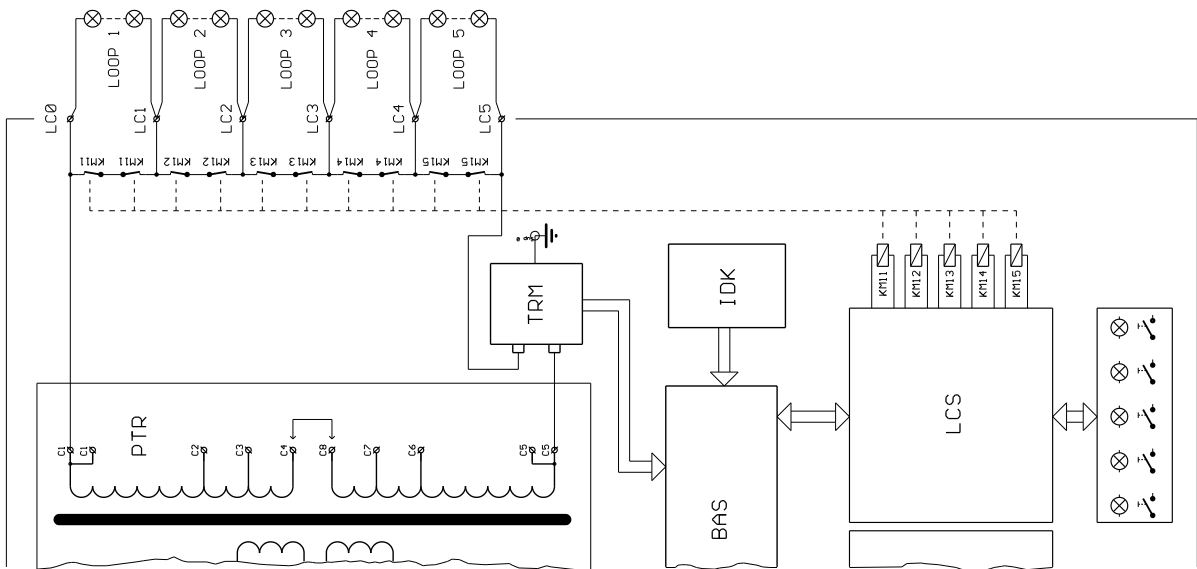 LOOP 1
LOOP 2
LOOP 3
LOOP 4
LOOP 5
LC0
LC1
LC2
LC3
LC4
LC5
KM11
KM11
KM12
KM12
KM13
KM13
KM14
KM14
KM15
KM15
TRM
IDK
KM11
KM12
KM13
KM14
KM15
PTR
C1
C1
C2
C3
C4
C8
C7
C6
C5
C5
BAS
LCS